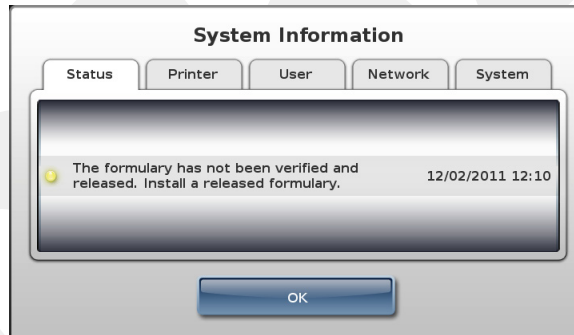 System Information
Status Printer User Network System
The formulary has not been verified and
released. Install a released formulary.
12/02/2011 12:10
OK